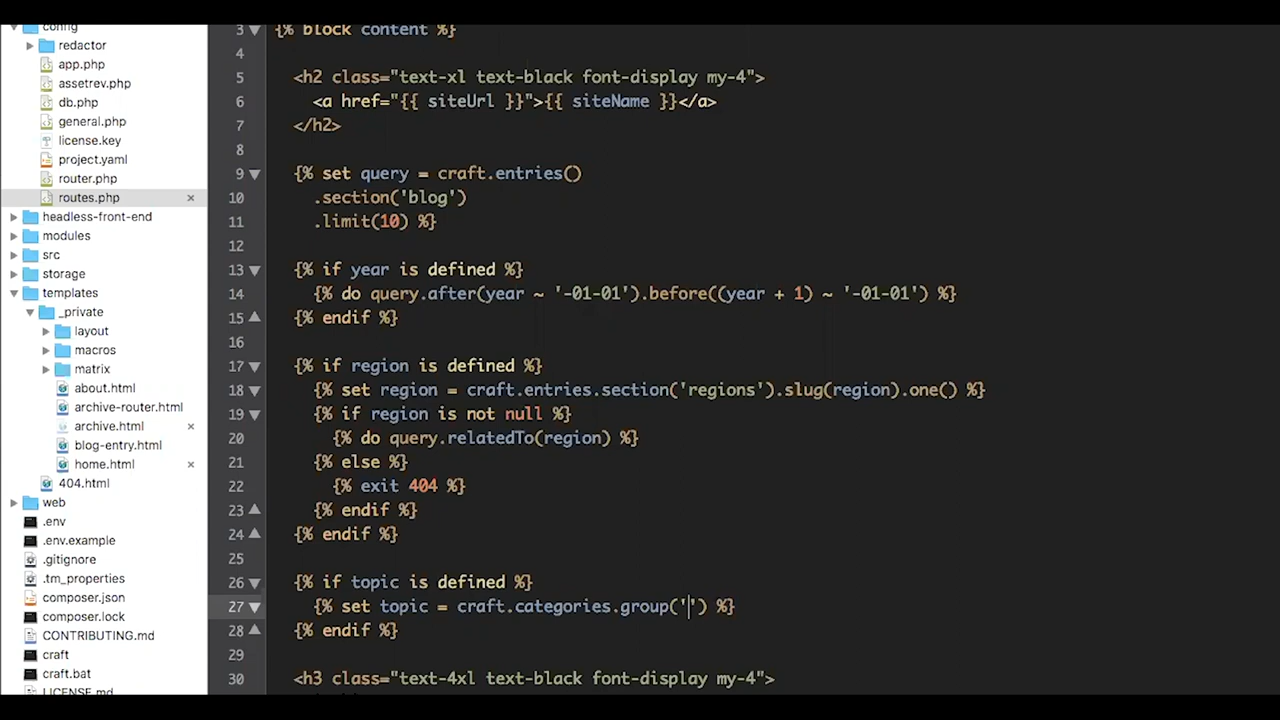 config
redactor
app.php
assetrev.php
db.php
general.php
license.key
project.yaml
router.php
routes.php
headless-front-end
modules
src
storage
templates
_private
layout
macros
matrix
about.html
archive-router.html
archive.html
blog-entry.html
home.html
404.html
web
.env
.env.example
.gitignore
.tm_properties
composer.json
composer.lock
CONTRIBUTING.md
craft
craft.bat
LICENSE.md
3 {% block content %}
4
5 <h2 class="text-xl text-black font-display my-4">
6 <a href="{{ siteUrl }}">{{ siteName }}</a>
7 </h2>
8
9 {% set query = craft.entries()
10 .section('blog')
11 .limit(10) %}
12
13 {% if year is defined %}
14 {% do query.after(year ~ '-01-01').before((year + 1) ~ '-01-01') %}
15 {% endif %}
16
17 {% if region is defined %}
18 {% set region = craft.entries.section('regions').slug(region).one() %}
19 {% if region is not null %}
20 {% do query.relatedTo(region) %}
21 {% else %}
22 {% exit 404 %}
23 {% endif %}
24 {% endif %}
25
26 {% if topic is defined %}
27 {% set topic = craft.categories.group('') %}
28 {% endif %}
29
30 <h3 class="text-4xl text-black font-display my-4">